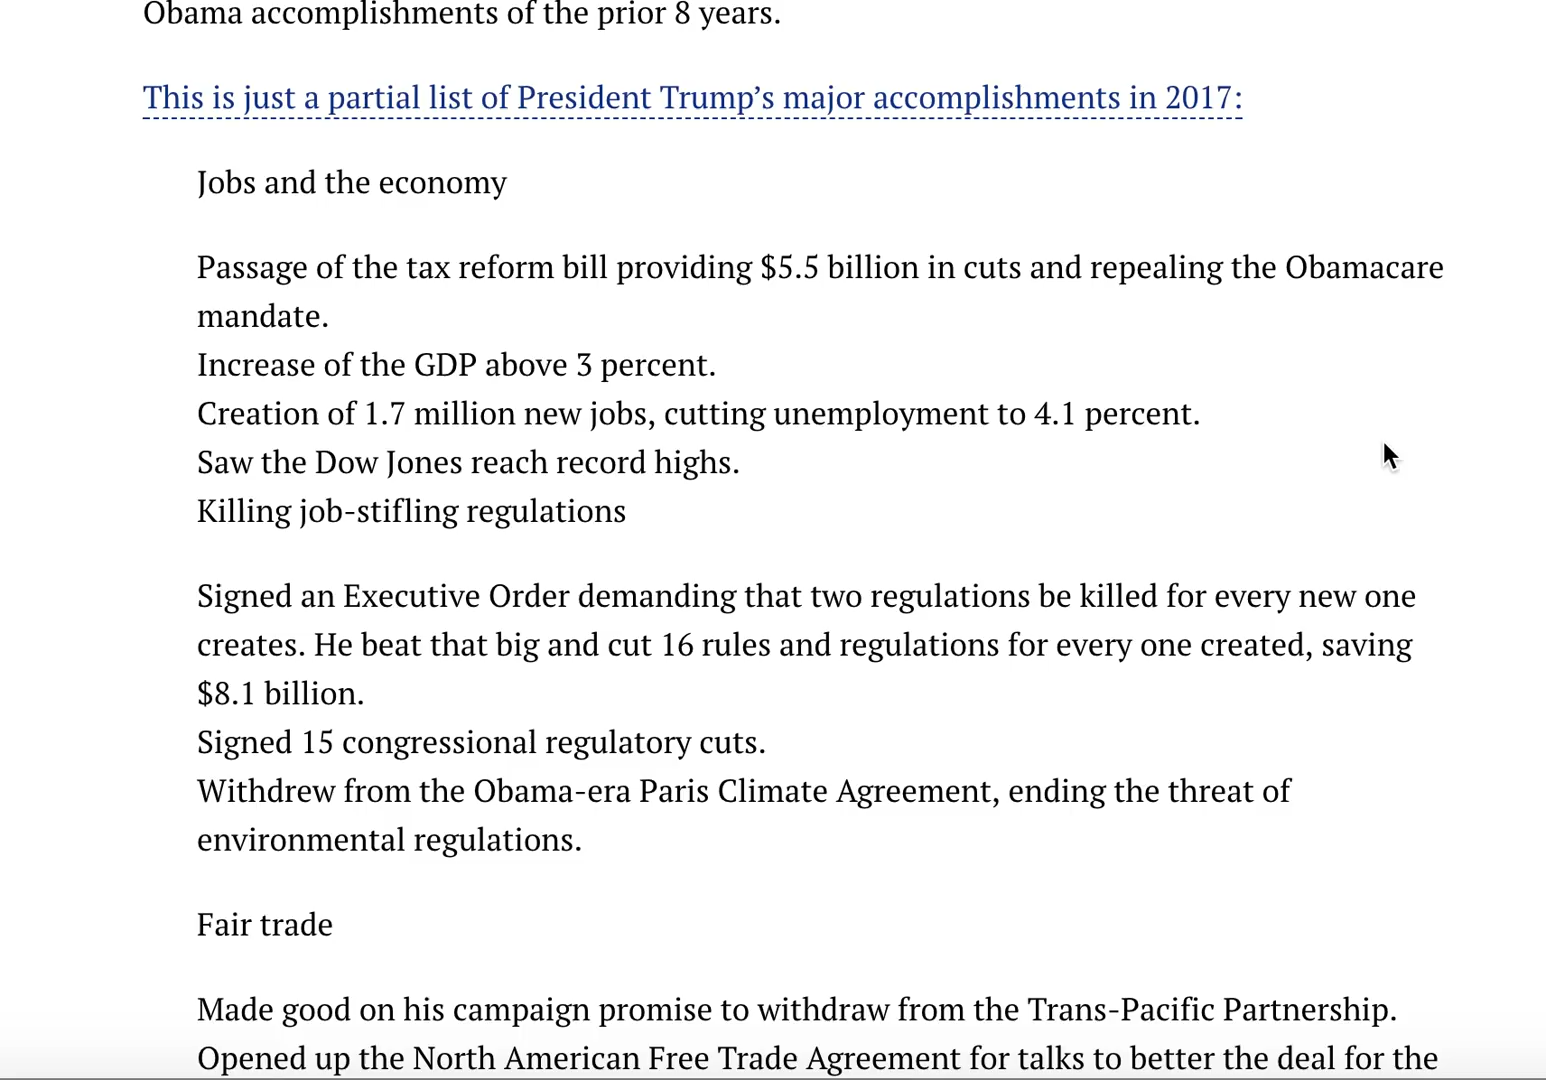 Obama accomplishments of the prior 8 years.
This is just a partial list of President Trump’s major accomplishments in 2017:
Jobs and the economy
Passage of the tax reform bill providing $5.5 billion in cuts and repealing the Obamacare
mandate.
Increase of the GDP above 3 percent.
Creation of 1.7 million new jobs, cutting unemployment to 4.1 percent.
Saw the Dow Jones reach record highs.
Killing job-stifling regulations
Signed an Executive Order demanding that two regulations be killed for every new one
creates. He beat that big and cut 16 rules and regulations for every one created, saving
$8.1 billion.
Signed 15 congressional regulatory cuts.
Withdrew from the Obama-era Paris Climate Agreement, ending the threat of
environmental regulations.
Fair trade
Made good on his campaign promise to withdraw from the Trans-Pacific Partnership.
Opened up the North American Free Trade Agreement for talks to better the deal for the